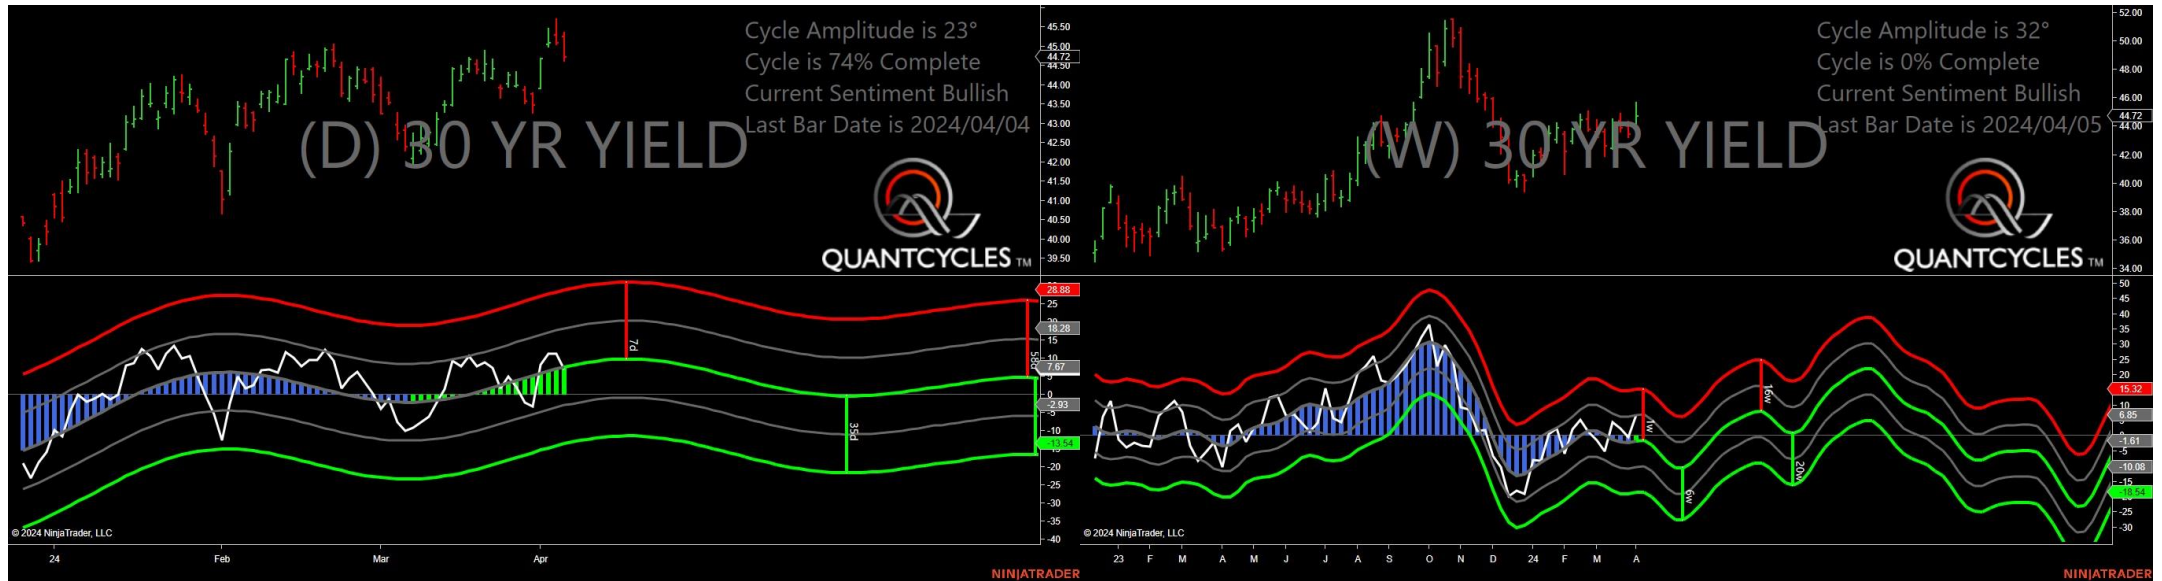 Cycle Amplitude is 23°
Cycle is 74% Complete
Current Sentiment Bullish
Last Bar Date is 2024/04/04
(D) 30 YR YIELD
QUANTCYCLES TM
45.50
45.00
44.72
44.50
44.00
43.50
43.00
42.50
42.00
41.50
41.00
40.50
40.00
39.50
28.88
25
18.28
15
10
7.67
5
0
-2.93
-5
-10
-13.54
-20
-25
-30
-35
-40
7d
35d
58d
© 2024 NinjaTrader, LLC
24 Feb Mar Apr
NINJATRADER
Cycle Amplitude is 32°
Cycle is 0% Complete
Current Sentiment Bullish
Last Bar Date is 2024/04/05
(W) 30 YR YIELD
QUANTCYCLES TM
52.00
50.00
48.00
46.00
44.72
44.00
42.00
40.00
38.00
36.00
34.00
50
45
40
35
30
25
20
15.32
10
6.85
-1.61
-5
-10.08
-15
-18.54
-25
-30
1w
6w
16w
20w
© 2024 NinjaTrader, LLC
23 F M A M J J A S O N D 24 F M A
NINJATRADER